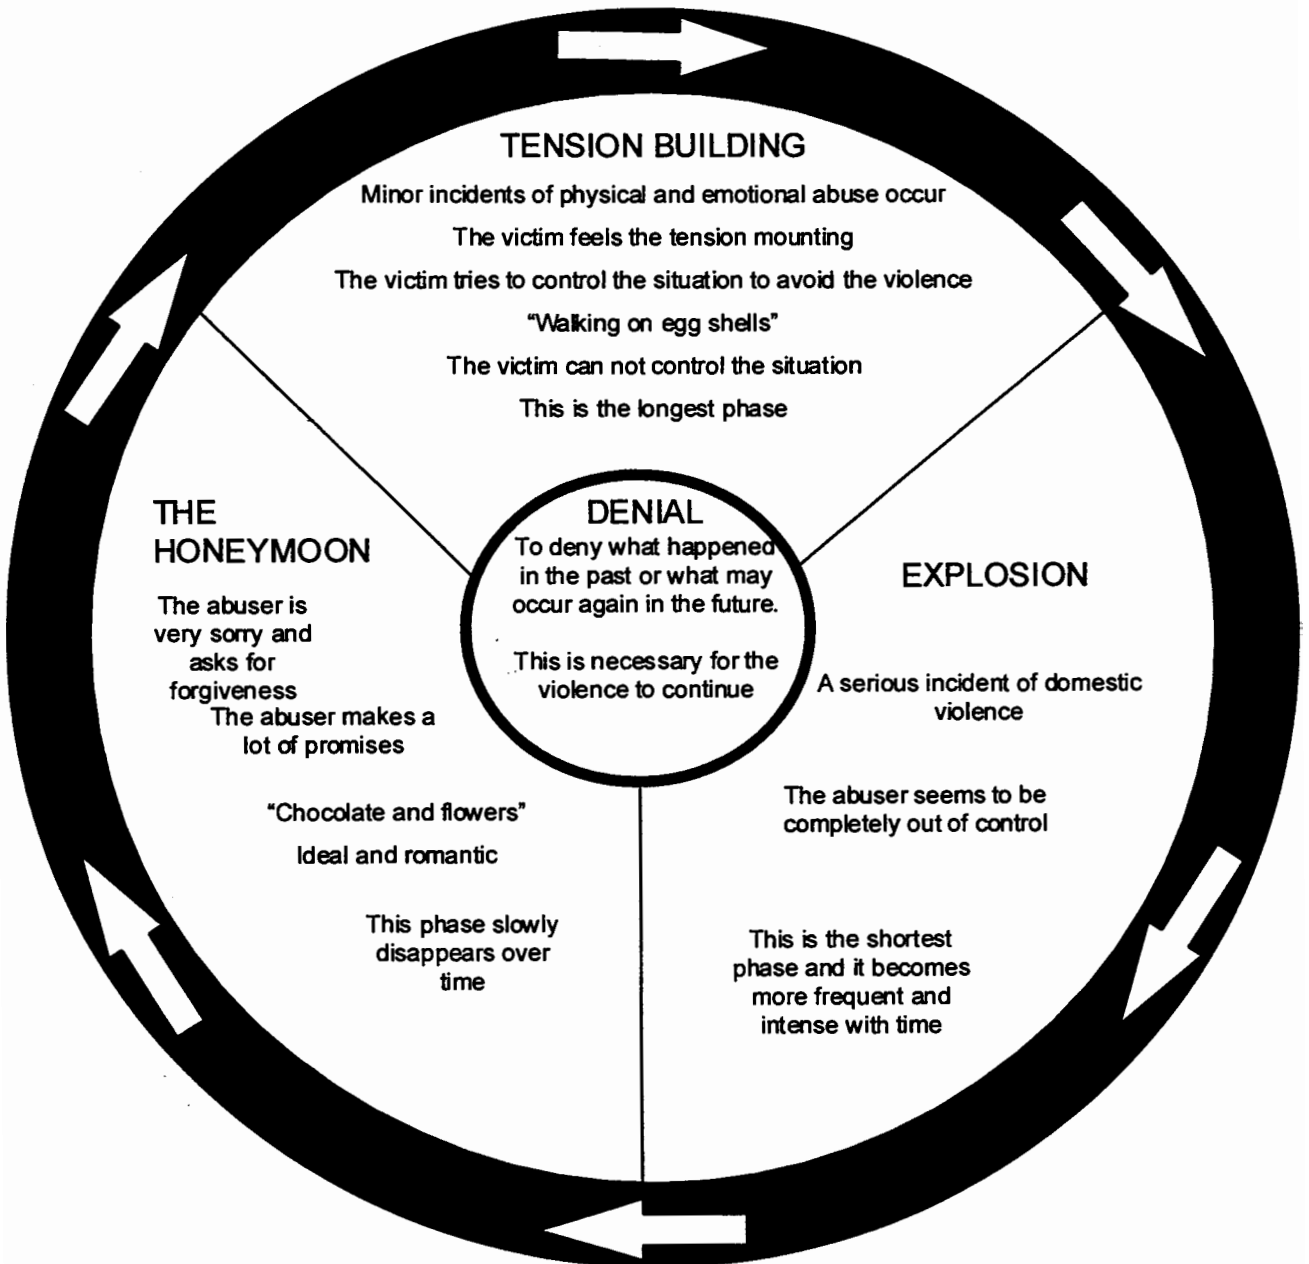 TENSION BUILDING
Minor incidents of physical and emotional abuse occur
The victim feels the tension mounting
The victim tries to control the situation to avoid the violence
“Walking on egg shells”
The victim can not control the situation
This is the longest phase
THE
HONEYMOON
The abuser is
very sorry and
asks for
forgiveness
The abuser makes a
lot of promises
“Chocolate and flowers”
Ideal and romantic
This phase slowly
disappears over
time
DENIAL
To deny what happened
in the past or what may
occur again in the future.
This is necessary for the
violence to continue
EXPLOSION
A serious incident of domestic
violence
The abuser seems to be
completely out of control
This is the shortest
phase and it becomes
more frequent and
intense with time